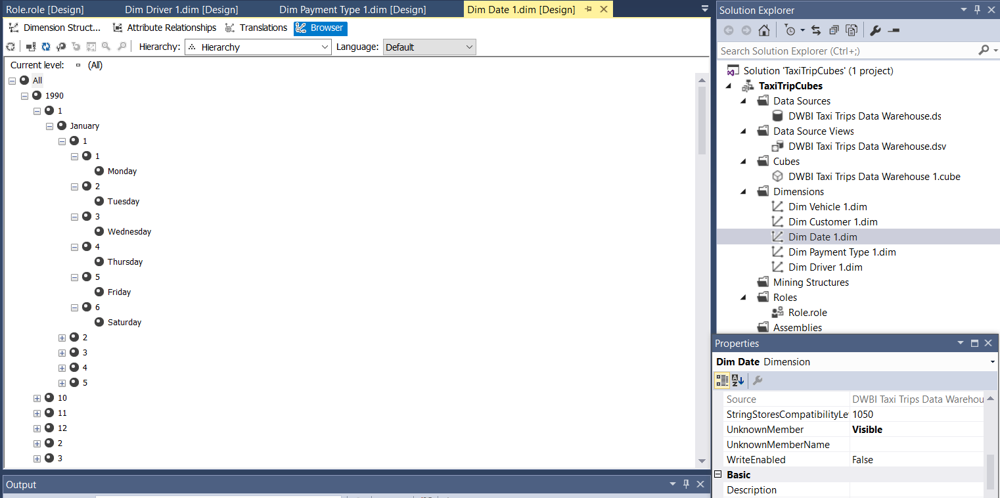 Role.role [Design] Dim Driver 1.dim [Design] Dim Payment Type 1.dim [Design] Dim Date 1.dim [Design]
Dimension Struct... Attribute Relationships Translations Browser
Hierarchy: Hierarchy Language: Default
Current level: (All)
All
1990
1
January
1
1
Monday
2
Tuesday
3
Wednesday
4
Thursday
5
Friday
6
Saturday
2
3
4
5
10
11
12
2
3
Output
Solution Explorer
Search Solution Explorer (Ctrl+;)
Solution 'TaxiTripCubes' (1 project)
TaxiTripCubes
Data Sources
DWBI Taxi Trips Data Warehouse.ds
Data Source Views
DWBI Taxi Trips Data Warehouse.dsv
Cubes
DWBI Taxi Trips Data Warehouse 1.cube
Dimensions
Dim Vehicle 1.dim
Dim Customer 1.dim
Dim Date 1.dim
Dim Payment Type 1.dim
Dim Driver 1.dim
Mining Structures
Roles
Role.role
Assemblies
Properties
Dim Date Dimension
Source DWBI Taxi Trips Data Warehou
StringStoresCompatibilityLe 1050
UnknownMember Visible
UnknownMemberName
WriteEnabled False
Basic
Description